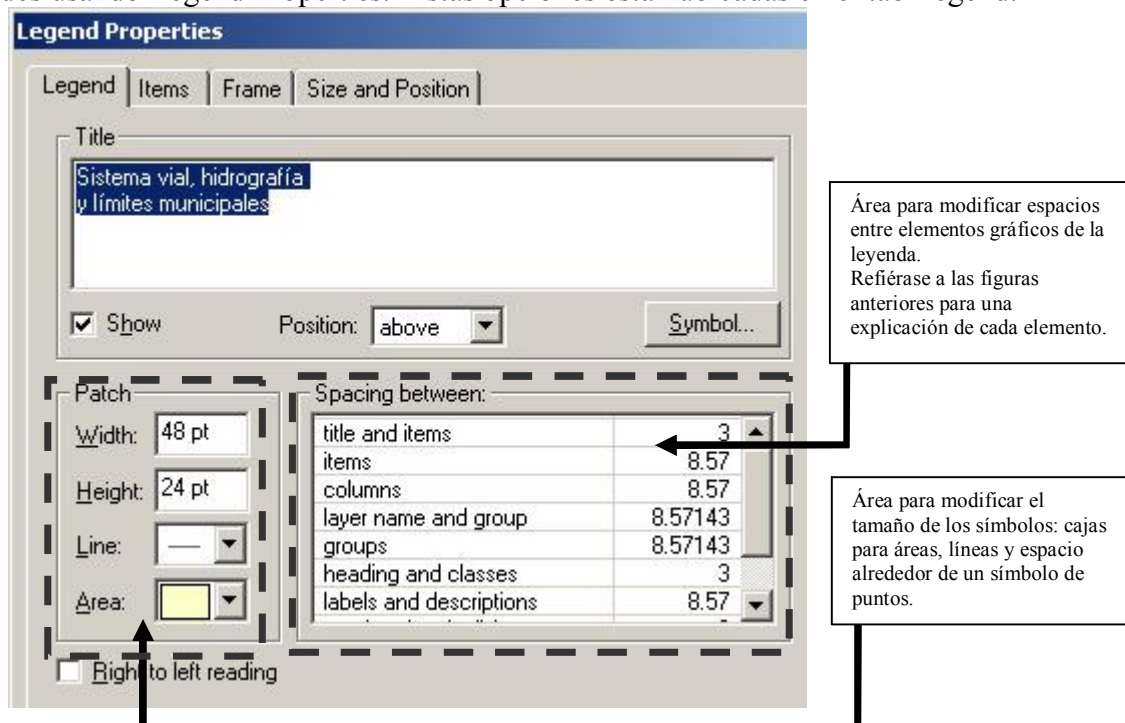 Legend Properties
Legend Items Frame Size and Position
Title
Sistema vial, hidrografía
y límites municipales
Show Position: above Symbol...
Área para modificar espacios
entre elementos gráficos de la
leyenda.
Refiérase a las figuras
anteriores para una
explicación de cada elemento.
Patch
Width: 48 pt
Height: 24 pt
Line:
Area:
Spacing between:
title and items 3
items 8.57
columns 8.57
layer name and group 8.57143
groups 8.57143
heading and classes 3
labels and descriptions 8.57
Área para modificar el
tamaño de los símbolos: cajas
para áreas, líneas y espacio
alrededor de un símbolo de
puntos.
Right to left reading